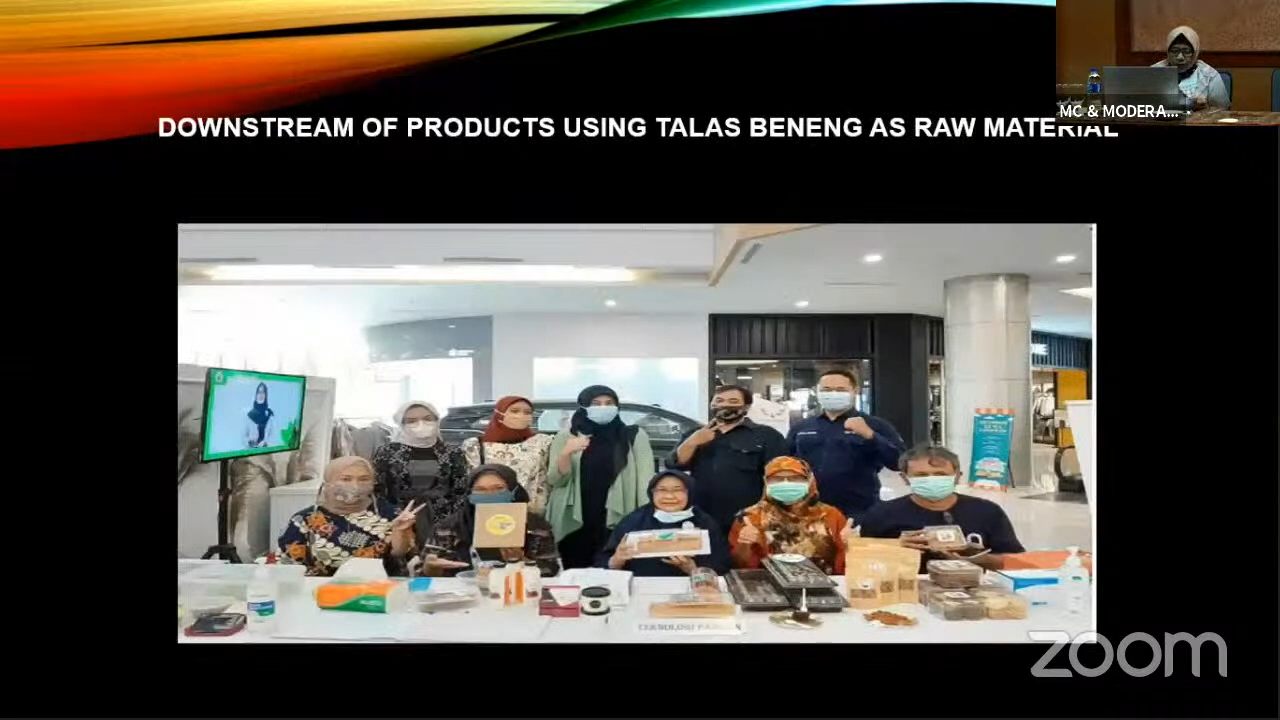 MC & MODERA...
DOWNSTREAM OF PRODUCTS USING TALAS BENENG AS RAW MATERIAL
TEKNOLOGI PANGAN
zoom